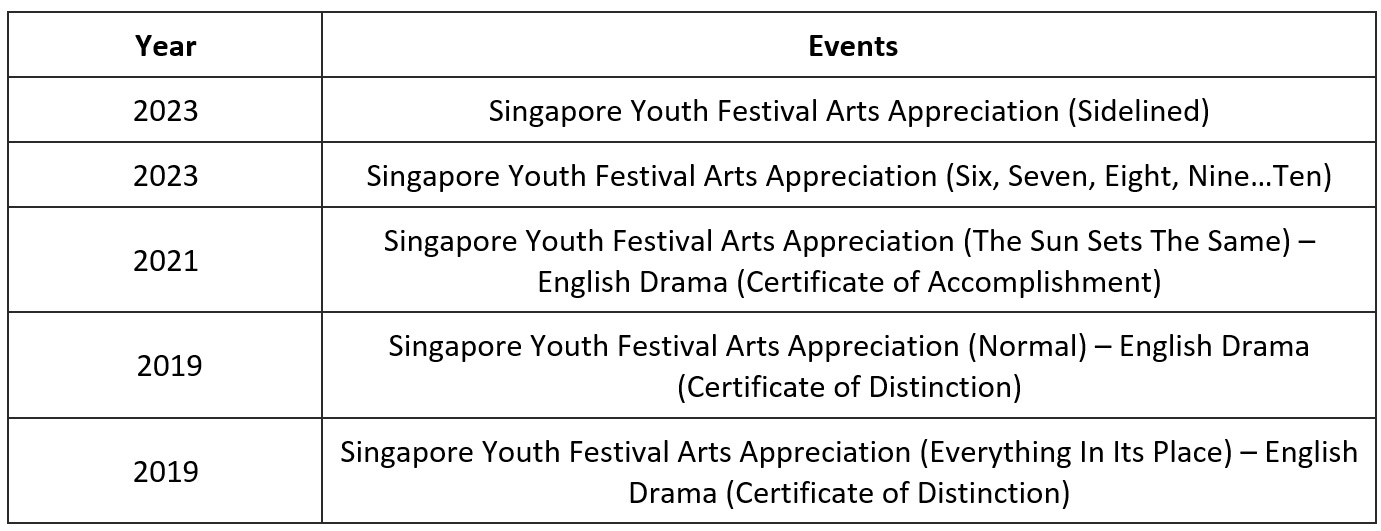 Year Events
2023 Singapore Youth Festival Arts Appreciation (Sidelined)
2023 Singapore Youth Festival Arts Appreciation (Six, Seven, Eight, Nine…Ten)
2021 Singapore Youth Festival Arts Appreciation (The Sun Sets The Same) –
English Drama (Certificate of Accomplishment)
2019 Singapore Youth Festival Arts Appreciation (Normal) – English Drama
(Certificate of Distinction)
2019 Singapore Youth Festival Arts Appreciation (Everything In Its Place) – English
Drama (Certificate of Distinction)